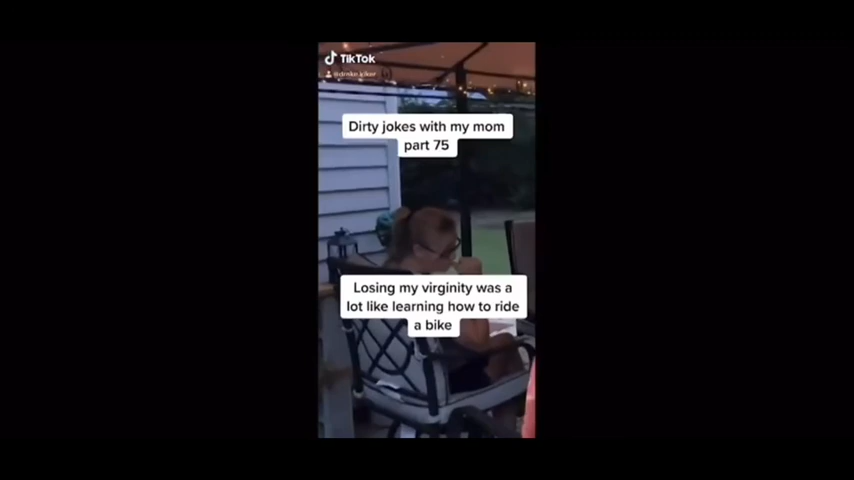 TikTok
Dirty jokes with my mom
part 75
Losing my virginity was a
lot like learning how to ride
a bike